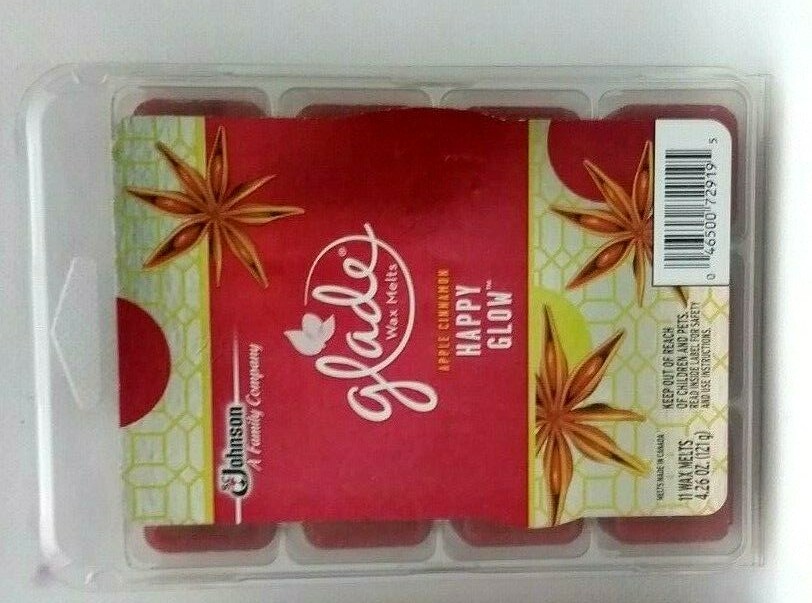 SC Johnson
A Family Company
glade®
Wax Melts
APPLE CINNAMON
HAPPY
GLOW™
MELTS MADE IN CANADA
11 WAX MELTS
4.26 OZ. (121g)
KEEP OUT OF REACH
OF CHILDREN AND PETS.
READ INSIDE LABEL FOR SAFETY
AND USE INSTRUCTIONS.
0 46500 72919 5